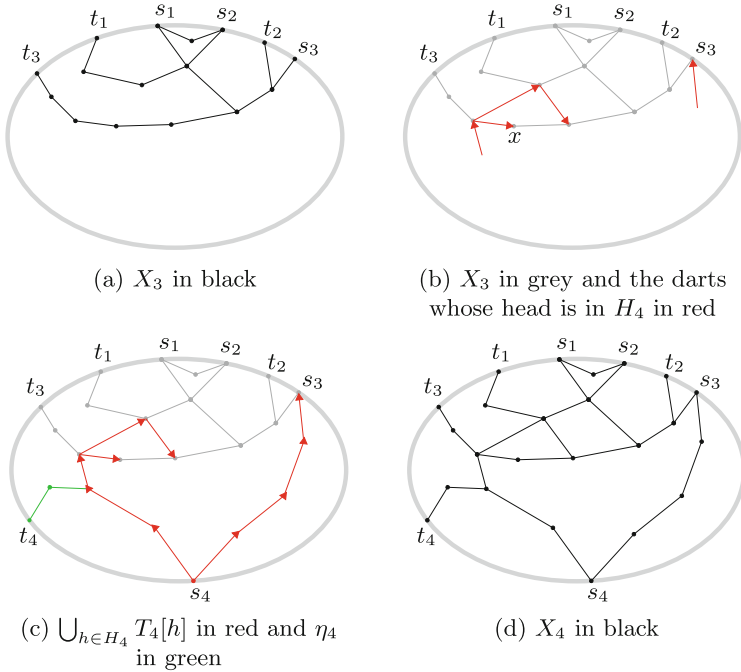 s₁
s₂
t₁
t₂
t₃
s₃
(a) X₃ in black
s₁
s₂
t₁
t₂
t₃
s₃
x
(b) X₃ in grey and the darts
whose head is in H₄ in red
s₁
s₂
t₁
t₂
t₃
s₃
t₄
s₄
(c) ⋃ₕ∈H₄ T₄[h] in red and η₄
in green
s₁
s₂
t₁
t₂
t₃
s₃
t₄
s₄
(d) X₄ in black